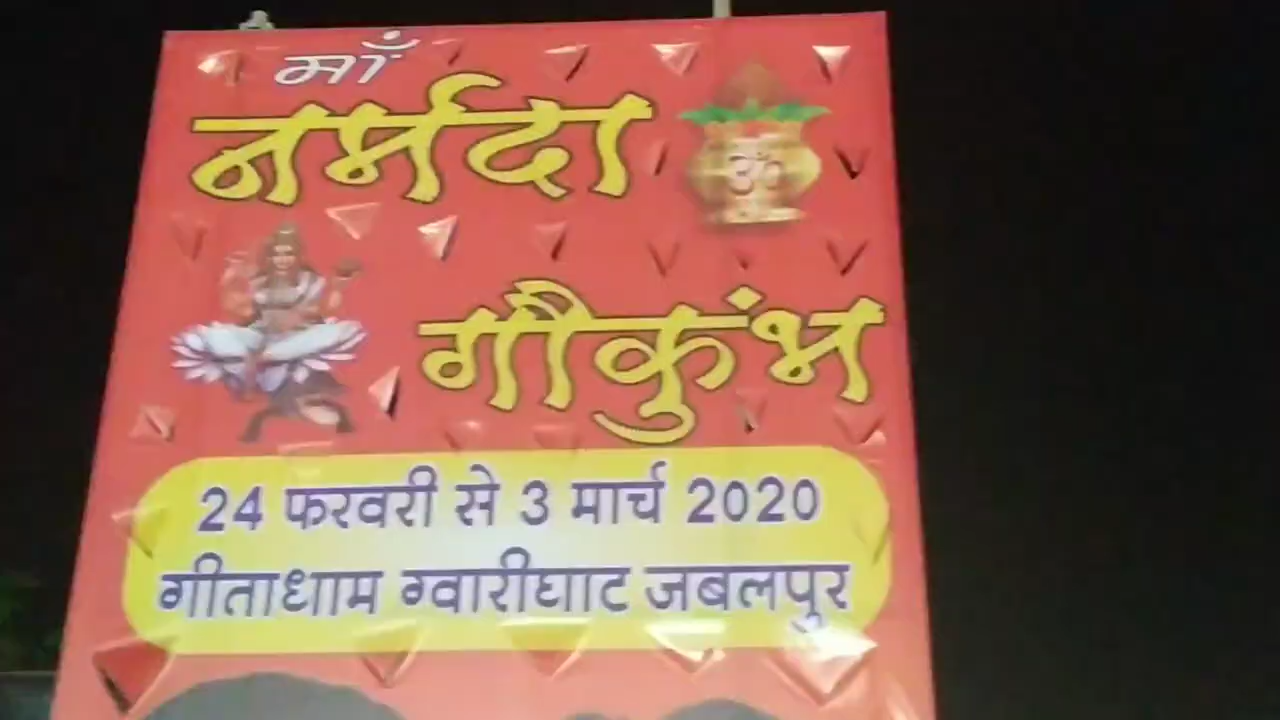 माँ
नर्मदा
ॐ
गौकुंभ
24 फरवरी से 3 मार्च 2020
गीताधाम ग्वारीघाट जबलपुर